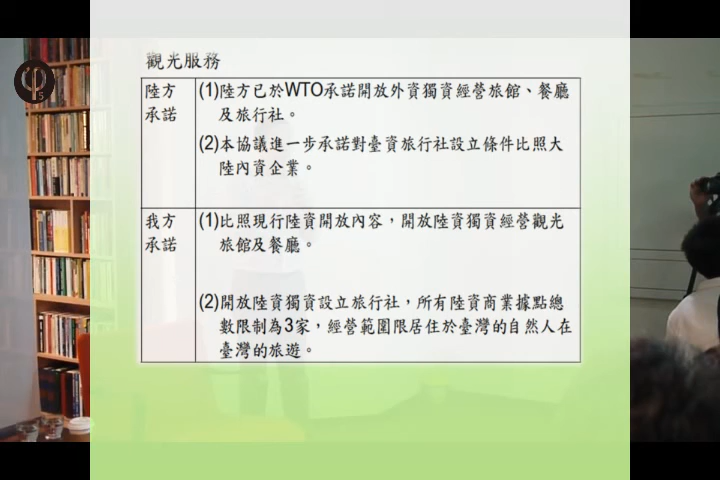 觀光服務
陸方
承諾
(1)陸方已於WTO承諾開放外資獨資經營旅館、餐廳
及旅行社。
(2)本協議進一步承諾對臺資旅行社設立條件比照大
陸內資企業。
我方
承諾
(1)比照現行陸資開放內容，開放陸資獨資經營觀光
旅館及餐廳。
(2)開放陸資獨資設立旅行社，所有陸資商業據點總
數限制為3家，經營範圍限居住於臺灣的自然人在
臺灣的旅遊。